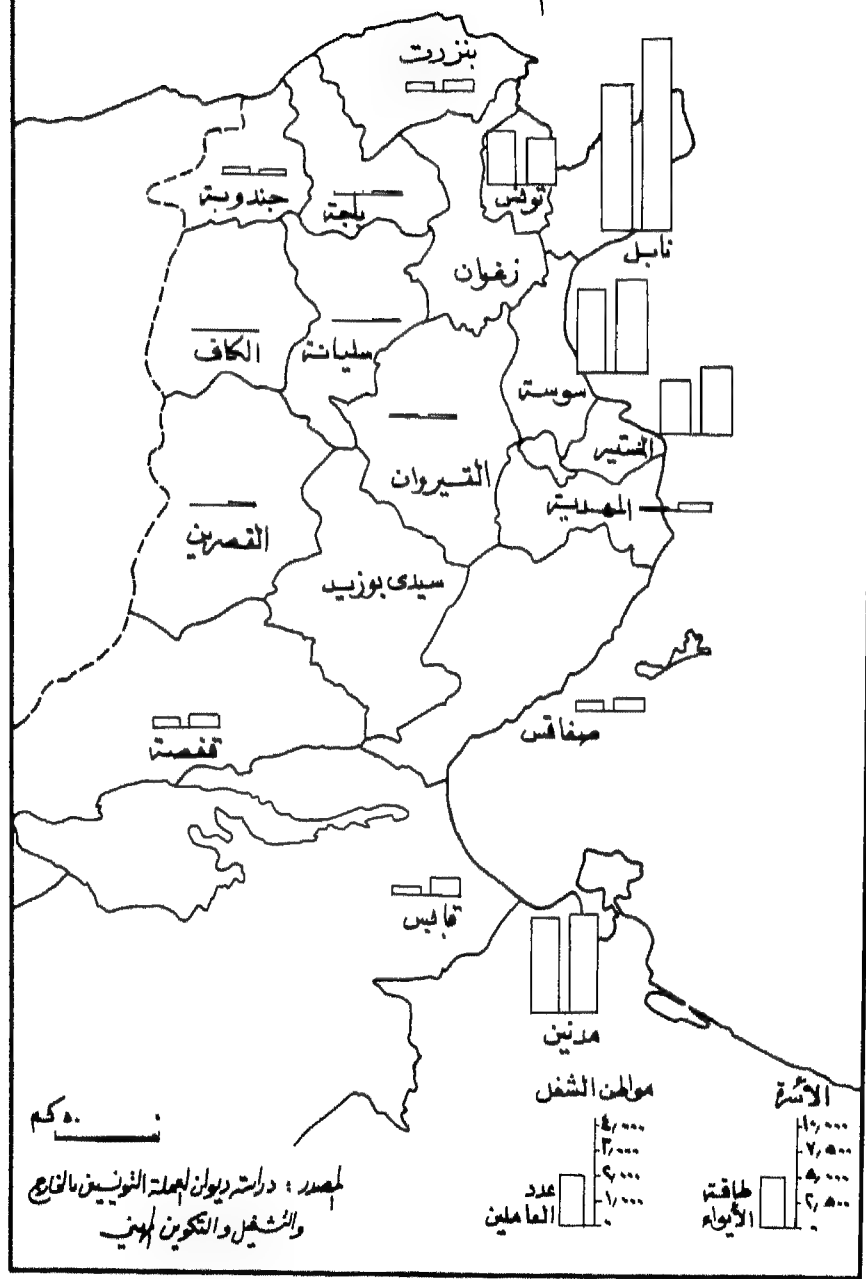 بنزرت
تونس
جندوبة
باجة
نابل
زغوان
الكاف
سليانة
سوسة
المنستير
القيروان
المهدية
القصرين
سيدي بوزيد
صفاقس
قفصة
قابس
مدنين
مواطن الشغل
٤,٠٠٠
٣,٠٠٠
٢,٠٠٠
١,٠٠٠
٠
عدد
العاملين
الأسرة
١٠,٠٠٠
٧,٥٠٠
٥,٠٠٠
٢,٥٠٠
٠
طاقة
الأيواء
٥٠ كم
٠
المصدر : دراسة ديوان العملة التونسيين بالخارج
والتشغيل والتكوين المهني